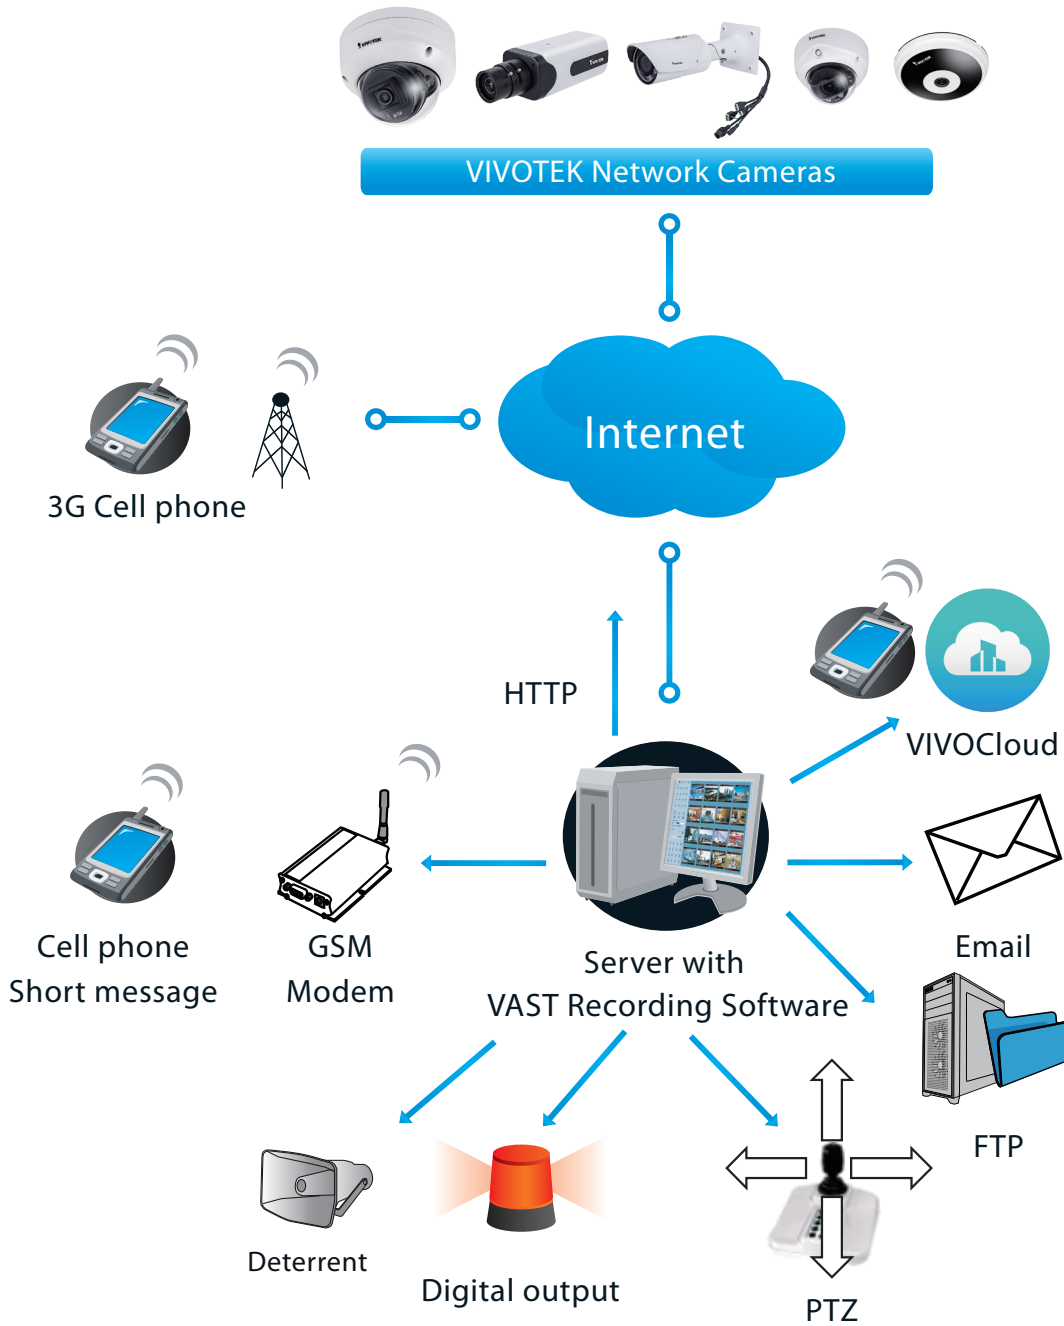 VIVOTEK
VIVOTEK Network Cameras
Internet
3G Cell phone
HTTP
VIVOCloud
Cell phone
Short message
GSM
Modem
Server with
VAST Recording Software
Email
FTP
Deterrent
Digital output
PTZ